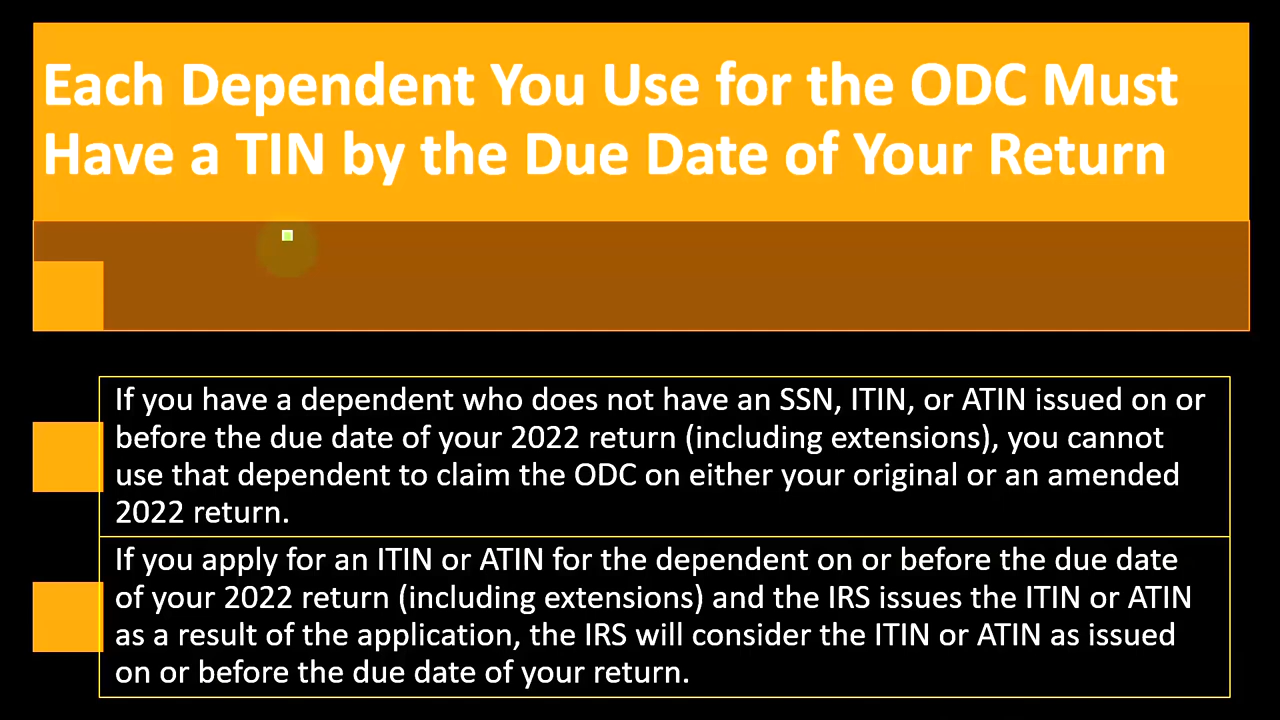 Each Dependent You Use for the ODC Must
Have a TIN by the Due Date of Your Return
If you have a dependent who does not have an SSN, ITIN, or ATIN issued on or
before the due date of your 2022 return (including extensions), you cannot
use that dependent to claim the ODC on either your original or an amended
2022 return.
If you apply for an ITIN or ATIN for the dependent on or before the due date
of your 2022 return (including extensions) and the IRS issues the ITIN or ATIN
as a result of the application, the IRS will consider the ITIN or ATIN as issued
on or before the due date of your return.